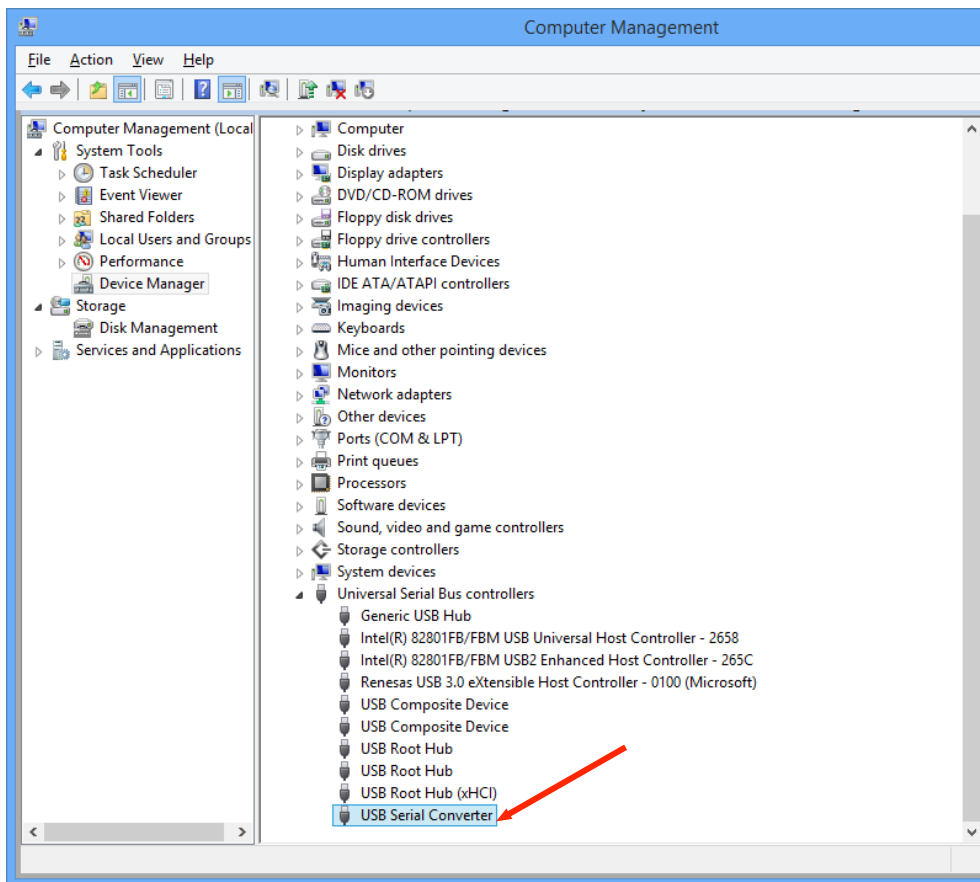 Computer Management
File Action View Help
Computer Management (Local
System Tools
Task Scheduler
Event Viewer
Shared Folders
Local Users and Groups
Performance
Device Manager
Storage
Disk Management
Services and Applications
Computer
Disk drives
Display adapters
DVD/CD-ROM drives
Floppy disk drives
Floppy drive controllers
Human Interface Devices
IDE ATA/ATAPI controllers
Imaging devices
Keyboards
Mice and other pointing devices
Monitors
Network adapters
Other devices
Ports (COM & LPT)
Print queues
Processors
Software devices
Sound, video and game controllers
Storage controllers
System devices
Universal Serial Bus controllers
Generic USB Hub
Intel(R) 82801FB/FBM USB Universal Host Controller - 2658
Intel(R) 82801FB/FBM USB2 Enhanced Host Controller - 265C
Renesas USB 3.0 eXtensible Host Controller - 0100 (Microsoft)
USB Composite Device
USB Composite Device
USB Root Hub
USB Root Hub
USB Root Hub (xHCI)
USB Serial Converter